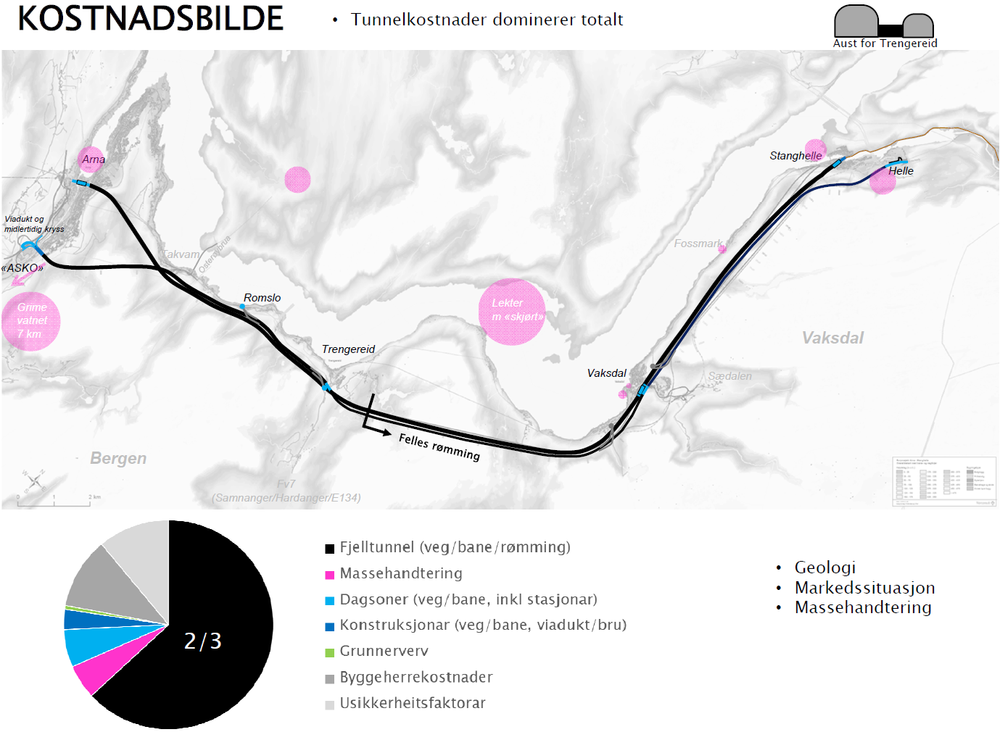 KOSTNADSBILDE
• Tunnelkostnader dominerer totalt
Aust for Trengereid
Arna
Stanghelle
Helle
Viadukt og
midlertidig kryss
«ASKO»
Takvam
Osterøybrua
Fossmark
Romslo
Grime
vatnet
7 km
Lekter
m «skjørt»
Vaksdal
Trengereid
Vaksdal
Sædalen
Felles rømming
Bergen
Fv7
(Samnanger/Hardanger/E134)
N
S
0
1
2 km
2/3
Fjelltunnel (veg/bane/rømming)
Massehandtering
Dagsoner (veg/bane, inkl stasjonar)
Konstruksjonar (veg/bane, viadukt/bru)
Grunnerverv
Byggeherrekostnader
Usikkerheitsfaktorar
• Geologi
• Markedssituasjon
• Massehandtering